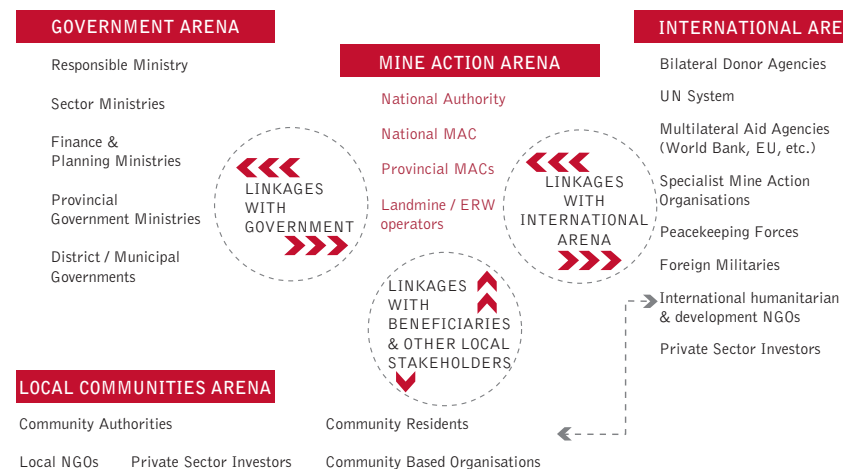 GOVERNMENT ARENA
Responsible Ministry
Sector Ministries
Finance &
Planning Ministries
Provincial
Government Ministries
District / Municipal
Governments
LINKAGES
WITH
GOVERNMENT
MINE ACTION ARENA
National Authority
National MAC
Provincial MACs
Landmine / ERW
operators
LINKAGES
WITH
INTERNATIONAL
ARENA
LINKAGES
WITH
BENEFICIARIES
& OTHER LOCAL
STAKEHOLDERS
INTERNATIONAL ARE
Bilateral Donor Agencies
UN System
Multilateral Aid Agencies
(World Bank, EU, etc.)
Specialist Mine Action
Organisations
Peacekeeping Forces
Foreign Militaries
International humanitarian
& development NGOs
Private Sector Investors
LOCAL COMMUNITIES ARENA
Community Authorities
Community Residents
Local NGOs
Private Sector Investors
Community Based Organisations